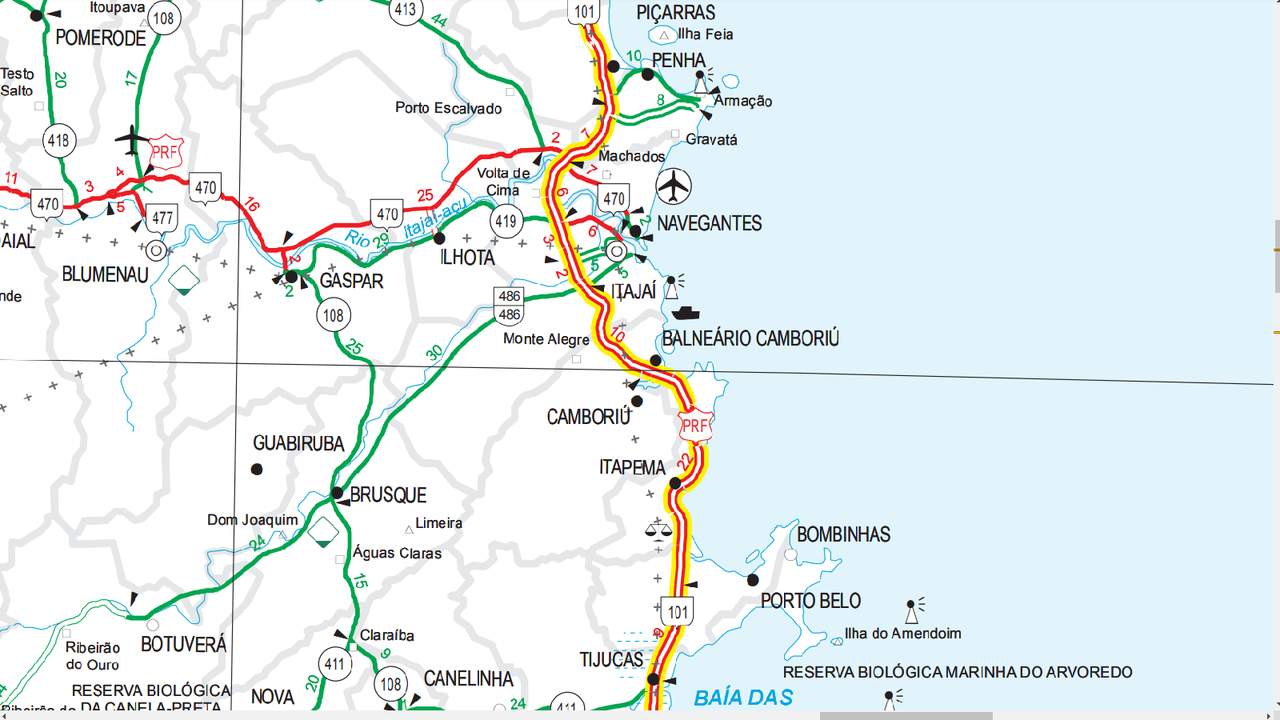 Itoupava
108
POMERODE
413
44
101
PIÇARRAS
Ilha Feia
Testo
Salto
20
17
10
PENHA
8
Armação
Porto Escalvado
418
PRF
2
7
Gravatá
Machados
Volta de
Cima
7
11
470
3
4
5
1
477
470
16
470
25
6
470
Rio
Itajaí-açu
29
419
3
6
2
NAVEGANTES
AIAL
BLUMENAU
ILHOTA
2
GASPAR
2
2
5
5
ITAJAÍ
nde
108
486
486
Monte Alegre
10
BALNEÁRIO CAMBORIÚ
25
30
CAMBORIÚ
PRF
GUABIRUBA
ITAPEMA
22
BRUSQUE
Dom Joaquim
24
Limeira
Águas Claras
15
BOMBINHAS
PORTO BELO
101
Ilha do Amendoim
Ribeirão
do Ouro
BOTUVERÁ
Claraíba
411
9
9
TIJUCAS
RESERVA BIOLÓGICA MARINHA DO ARVOREDO
RESERVA BIOLÓGICA
DA CANELA-PRETA
NOVA
20
108
CANELINHA
24
411
BAÍA DAS